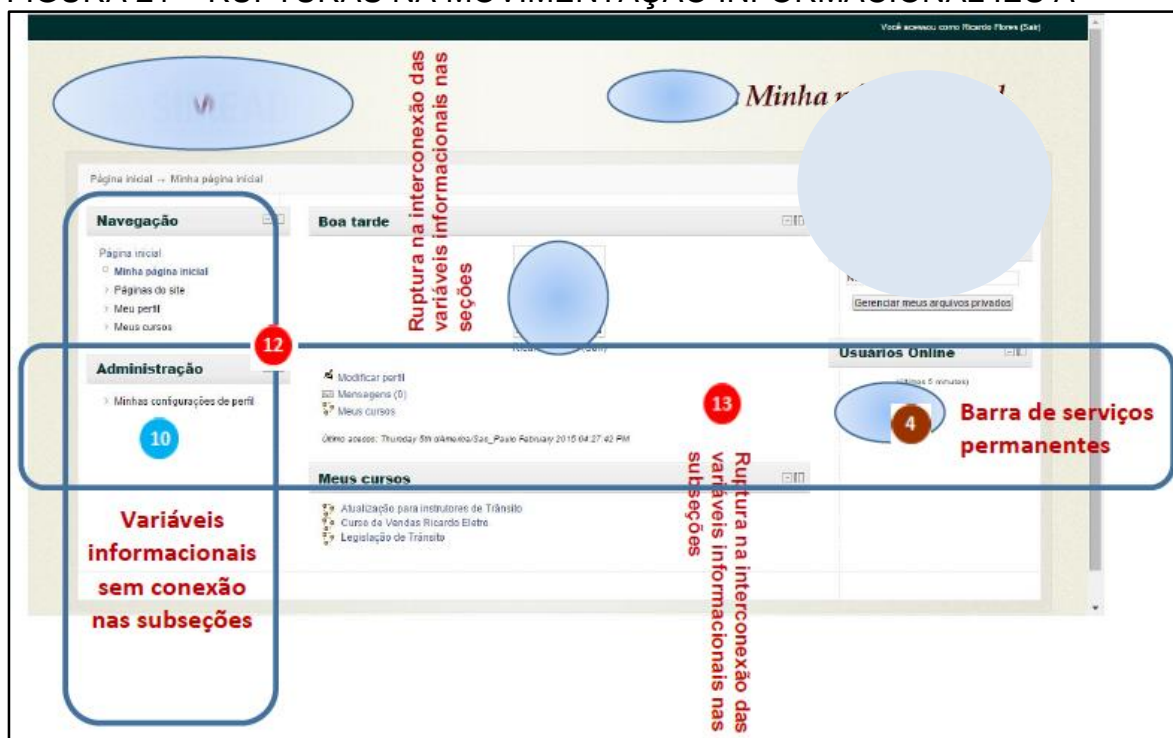 FIGURA 21 – RUPTURAS NA MOVIMENTAÇÃO INFORMACIONAL IES A
Você acessou como Ricardo Flores (Sair)
Minha
Página inicial → Minha página inicial
Navegação
Página inicial
Minha página inicial
Páginas do site
Meu perfil
Meus cursos
Administração
Minhas configurações de perfil
10
12
Variáveis
informacionais
sem conexão
nas subseções
Ruptura na interconexão das
variáveis informacionais nas
seções
Boa tarde
Modificar perfil
Mensagens (0)
Meus cursos
Último acesso: Thursday 5th d'America/Sao_Paulo February 2015 04:27:42 PM
13
Meus cursos
Atualização para instrutores de Trânsito
Curso de Vendas Ricardo Eletro
Legislação de Trânsito
Ruptura na interconexão das
variáveis informacionais nas
subseções
Gerenciar meus arquivos privados
Usuários Online
(últimos 5 minutos)
4
Barra de serviços
permanentes